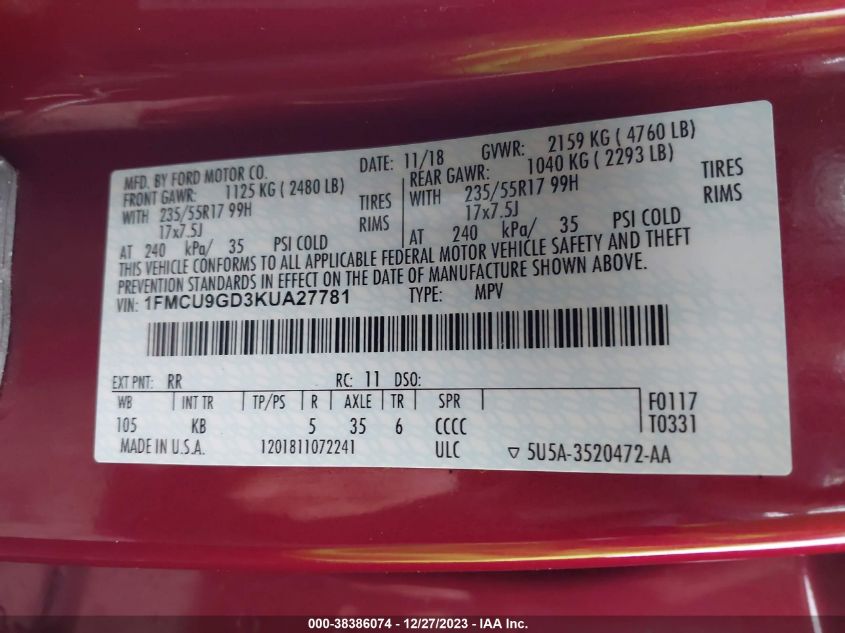 MFD. BY FORD MOTOR CO. DATE: 11/18 GVWR: 2159 KG ( 4760 LB)
FRONT GAWR: 1125 KG ( 2480 LB) REAR GAWR: 1040 KG ( 2293 LB)
WITH 235/55R17 99H TIRES WITH 235/55R17 99H TIRES
17x7.5J RIMS 17x7.5J RIMS
AT 240 kPa/ 35 PSI COLD AT 240 kPa/ 35 PSI COLD
THIS VEHICLE CONFORMS TO ALL APPLICABLE FEDERAL MOTOR VEHICLE SAFETY AND THEFT
PREVENTION STANDARDS IN EFFECT ON THE DATE OF MANUFACTURE SHOWN ABOVE.
VIN: 1FMCU9GD3KUA27781 TYPE: MPV
EXT PNT: RR RC: 11 DSO:
WB INT TR TP/PS R AXLE TR SPR F0117
105 KB 5 35 6 CCCC T0331
MADE IN U.S.A. 1201811072241 ULC ▽ 5U5A-3520472-AA
000-38386074 - 12/27/2023 - IAA Inc.